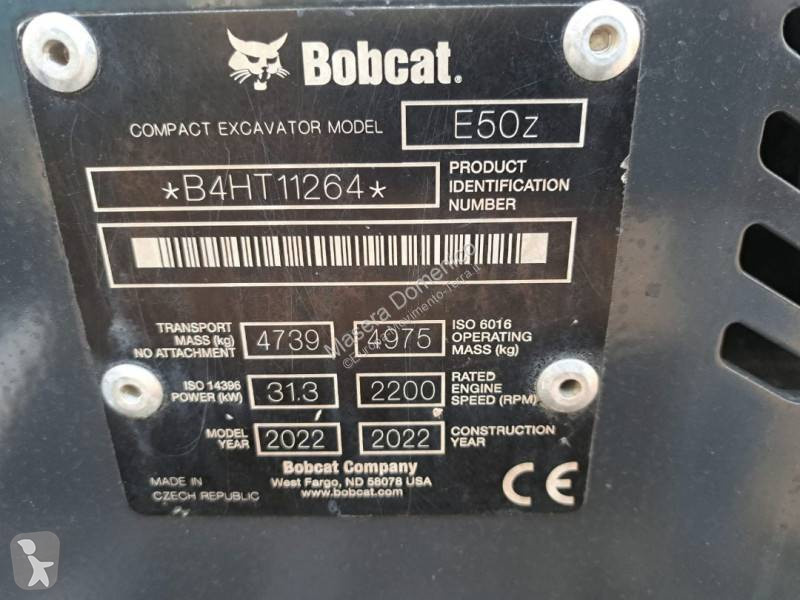 Bobcat.
COMPACT EXCAVATOR MODEL E50z
*B4HT11264* PRODUCT IDENTIFICATION NUMBER
TRANSPORT MASS (kg) NO ATTACHMENT 4739 4975 ISO 6016 OPERATING MASS (kg)
ISO 14396 POWER (kW) 31.3 2200 RATED ENGINE SPEED (RPM)
MODEL YEAR 2022 2022 CONSTRUCTION YEAR
Bobcat Company
West Fargo, ND 58078 USA
www.bobcat.com
MADE IN
CZECH REPUBLIC
CE
Masera Domenico